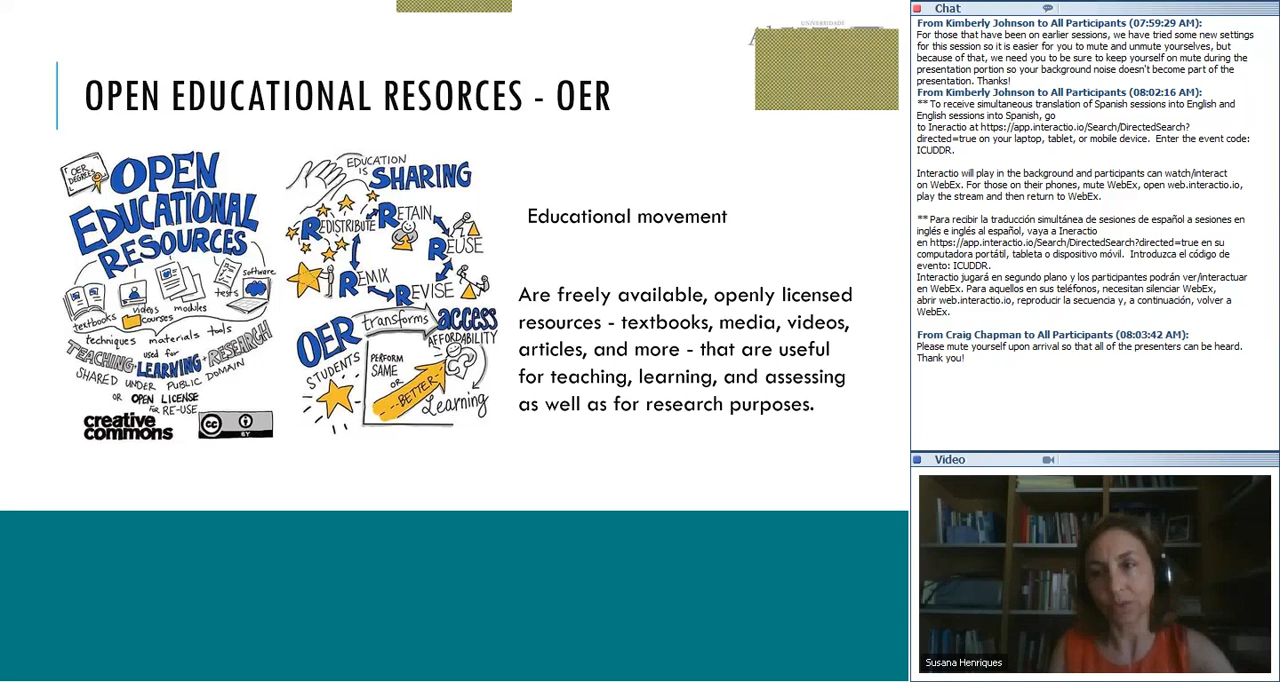 UNIVERSIDADE
OPEN EDUCATIONAL RESORCES - OER
OER
DEGREES
OPEN
EDUCATIONAL
RESOURCES
software
tests
videos
modules
courses
textbooks
techniques materials tools
used for
TEACHING · LEARNING · RESEARCH
SHARED UNDER PUBLIC DOMAIN
OR OPEN LICENSE
FOR RE-USE
creative
commons
cc
BY
EDUCATION
IS SHARING
REDISTRIBUTE
RETAIN
REUSE
REMIX
REVISE
OER transforms access
AFFORDABILITY
STUDENTS
PERFORM
SAME
OR
BETTER
Learning
Educational movement
Are freely available, openly licensed
resources - textbooks, media, videos,
articles, and more - that are useful
for teaching, learning, and assessing
as well as for research purposes.
Chat
From Kimberly Johnson to All Participants (07:59:29 AM):
For those that have been on earlier sessions, we have tried some new settings
for this session so it is easier for you to mute and unmute yourselves, but
because of that, we need you to be sure to keep yourself on mute during the
presentation portion so your background noise doesn't become part of the
presentation. Thanks!
From Kimberly Johnson to All Participants (08:02:16 AM):
** To receive simultaneous translation of Spanish sessions into English and
English sessions into Spanish, go
to Ineractio at https://app.interactio.io/Search/DirectedSearch?
directed=true on your laptop, tablet, or mobile device. Enter the event code:
ICUDDR.
Interactio will play in the background and participants can watch/interact
on WebEx. For those on their phones, mute WebEx, open web.interactio.io,
play the stream and then return to WebEx.
** Para recibir la traducción simultánea de sesiones de español a sesiones en
inglés e inglés al español, vaya a Ineractio
en https://app.interactio.io/Search/DirectedSearch?directed=true en su
computadora portátil, tableta o dispositivo móvil. Introduzca el código de
evento: ICUDDR.
Interactio jugará en segundo plano y los participantes podrán ver/interactuar
en WebEx. Para aquellos en sus teléfonos, necesitan silenciar WebEx,
abrir web.interactio.io, reproducir la secuencia y, a continuación, volver a
WebEx.
From Craig Chapman to All Participants (08:03:42 AM):
Please mute yourself upon arrival so that all of the presenters can be heard.
Thank you!
Video
Susana Henriques